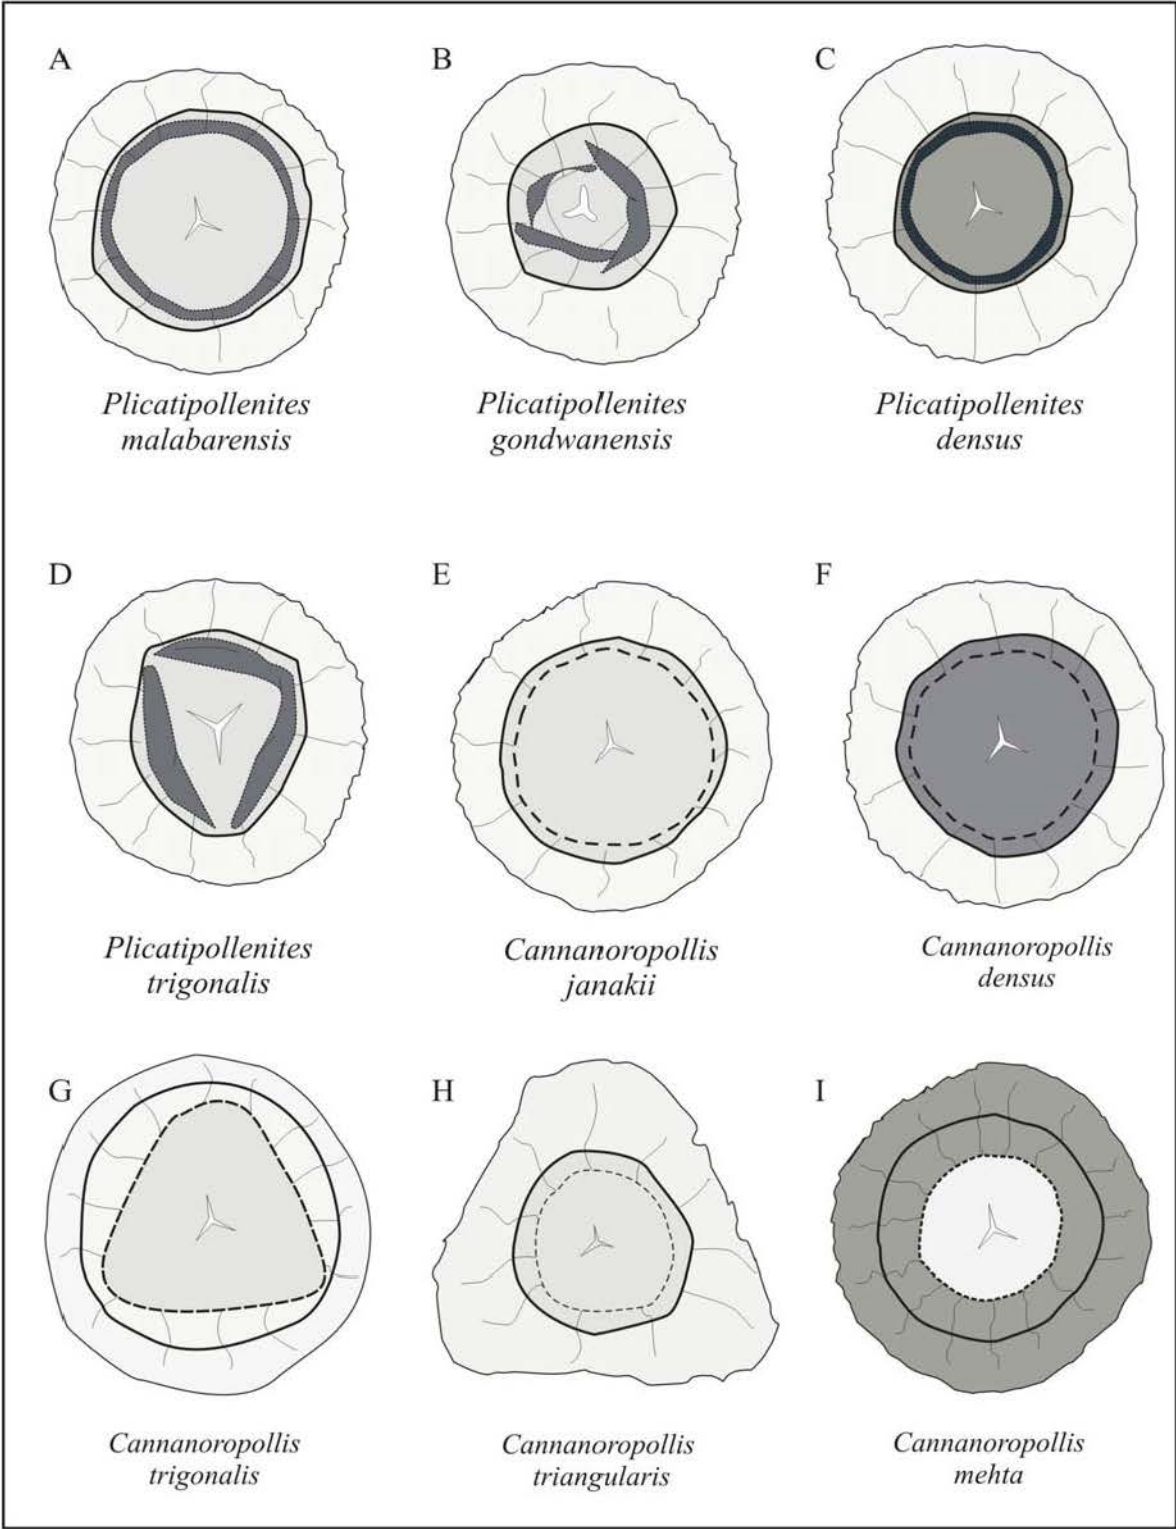 A
B
C
Plicatipollenites
malabarensis
Plicatipollenites
gondwanensis
Plicatipollenites
densus
D
E
F
Plicatipollenites
trigonalis
Cannanoropollis
janakii
Cannanoropollis
densus
G
H
I
Cannanoropollis
trigonalis
Cannanoropollis
triangularis
Cannanoropollis
mehta